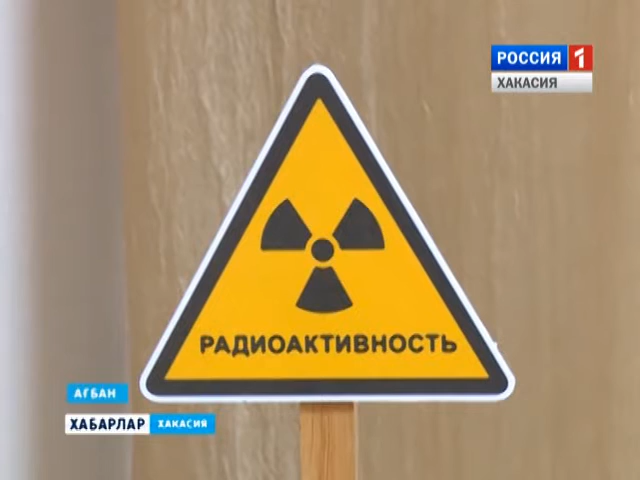 РОССИЯ 1
ХАКАСИЯ
РАДИОАКТИВНОСТЬ
АҒБАН
ХАБАРЛАР ХАКАСИЯ